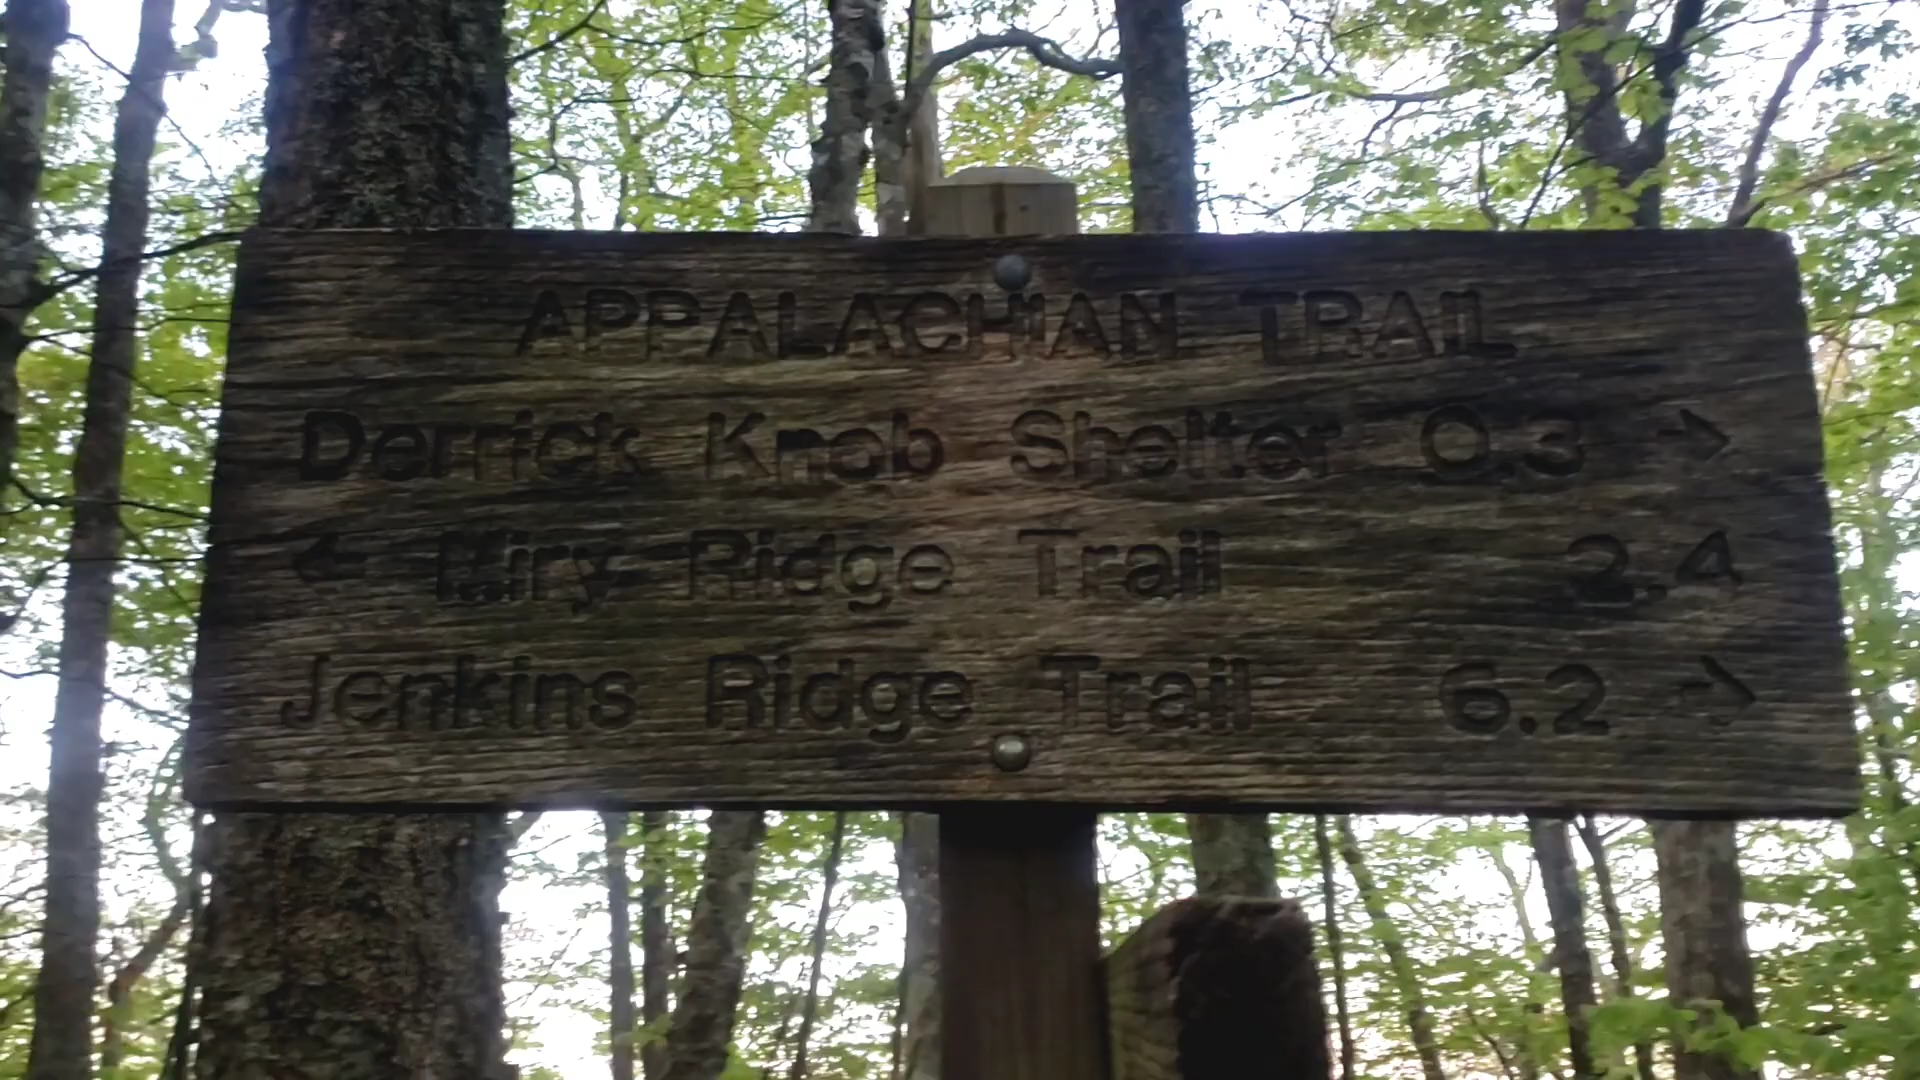 APPALACHIAN TRAIL
Derrick Knob Shelter 0.3 →
← Miry Ridge Trail 2.4
Jenkins Ridge Trail 6.2 →